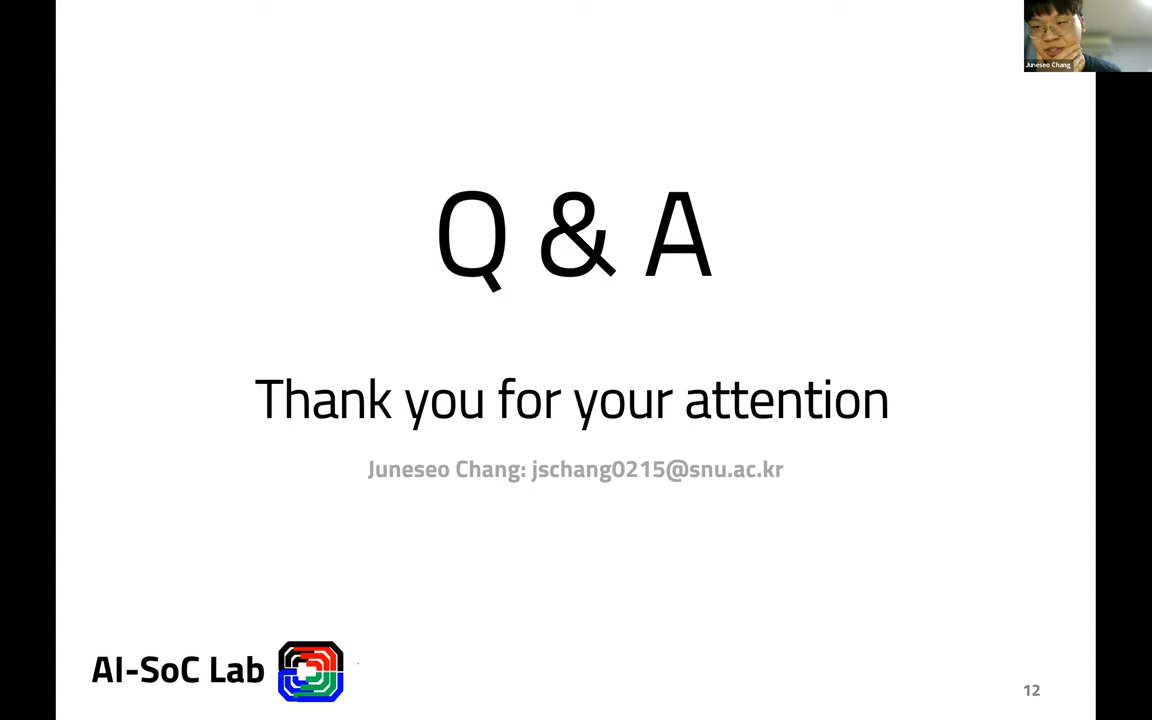 Juneseo Chang
Q & A
Thank you for your attention
Juneseo Chang: jschang0215@snu.ac.kr
AI-SoC Lab
12